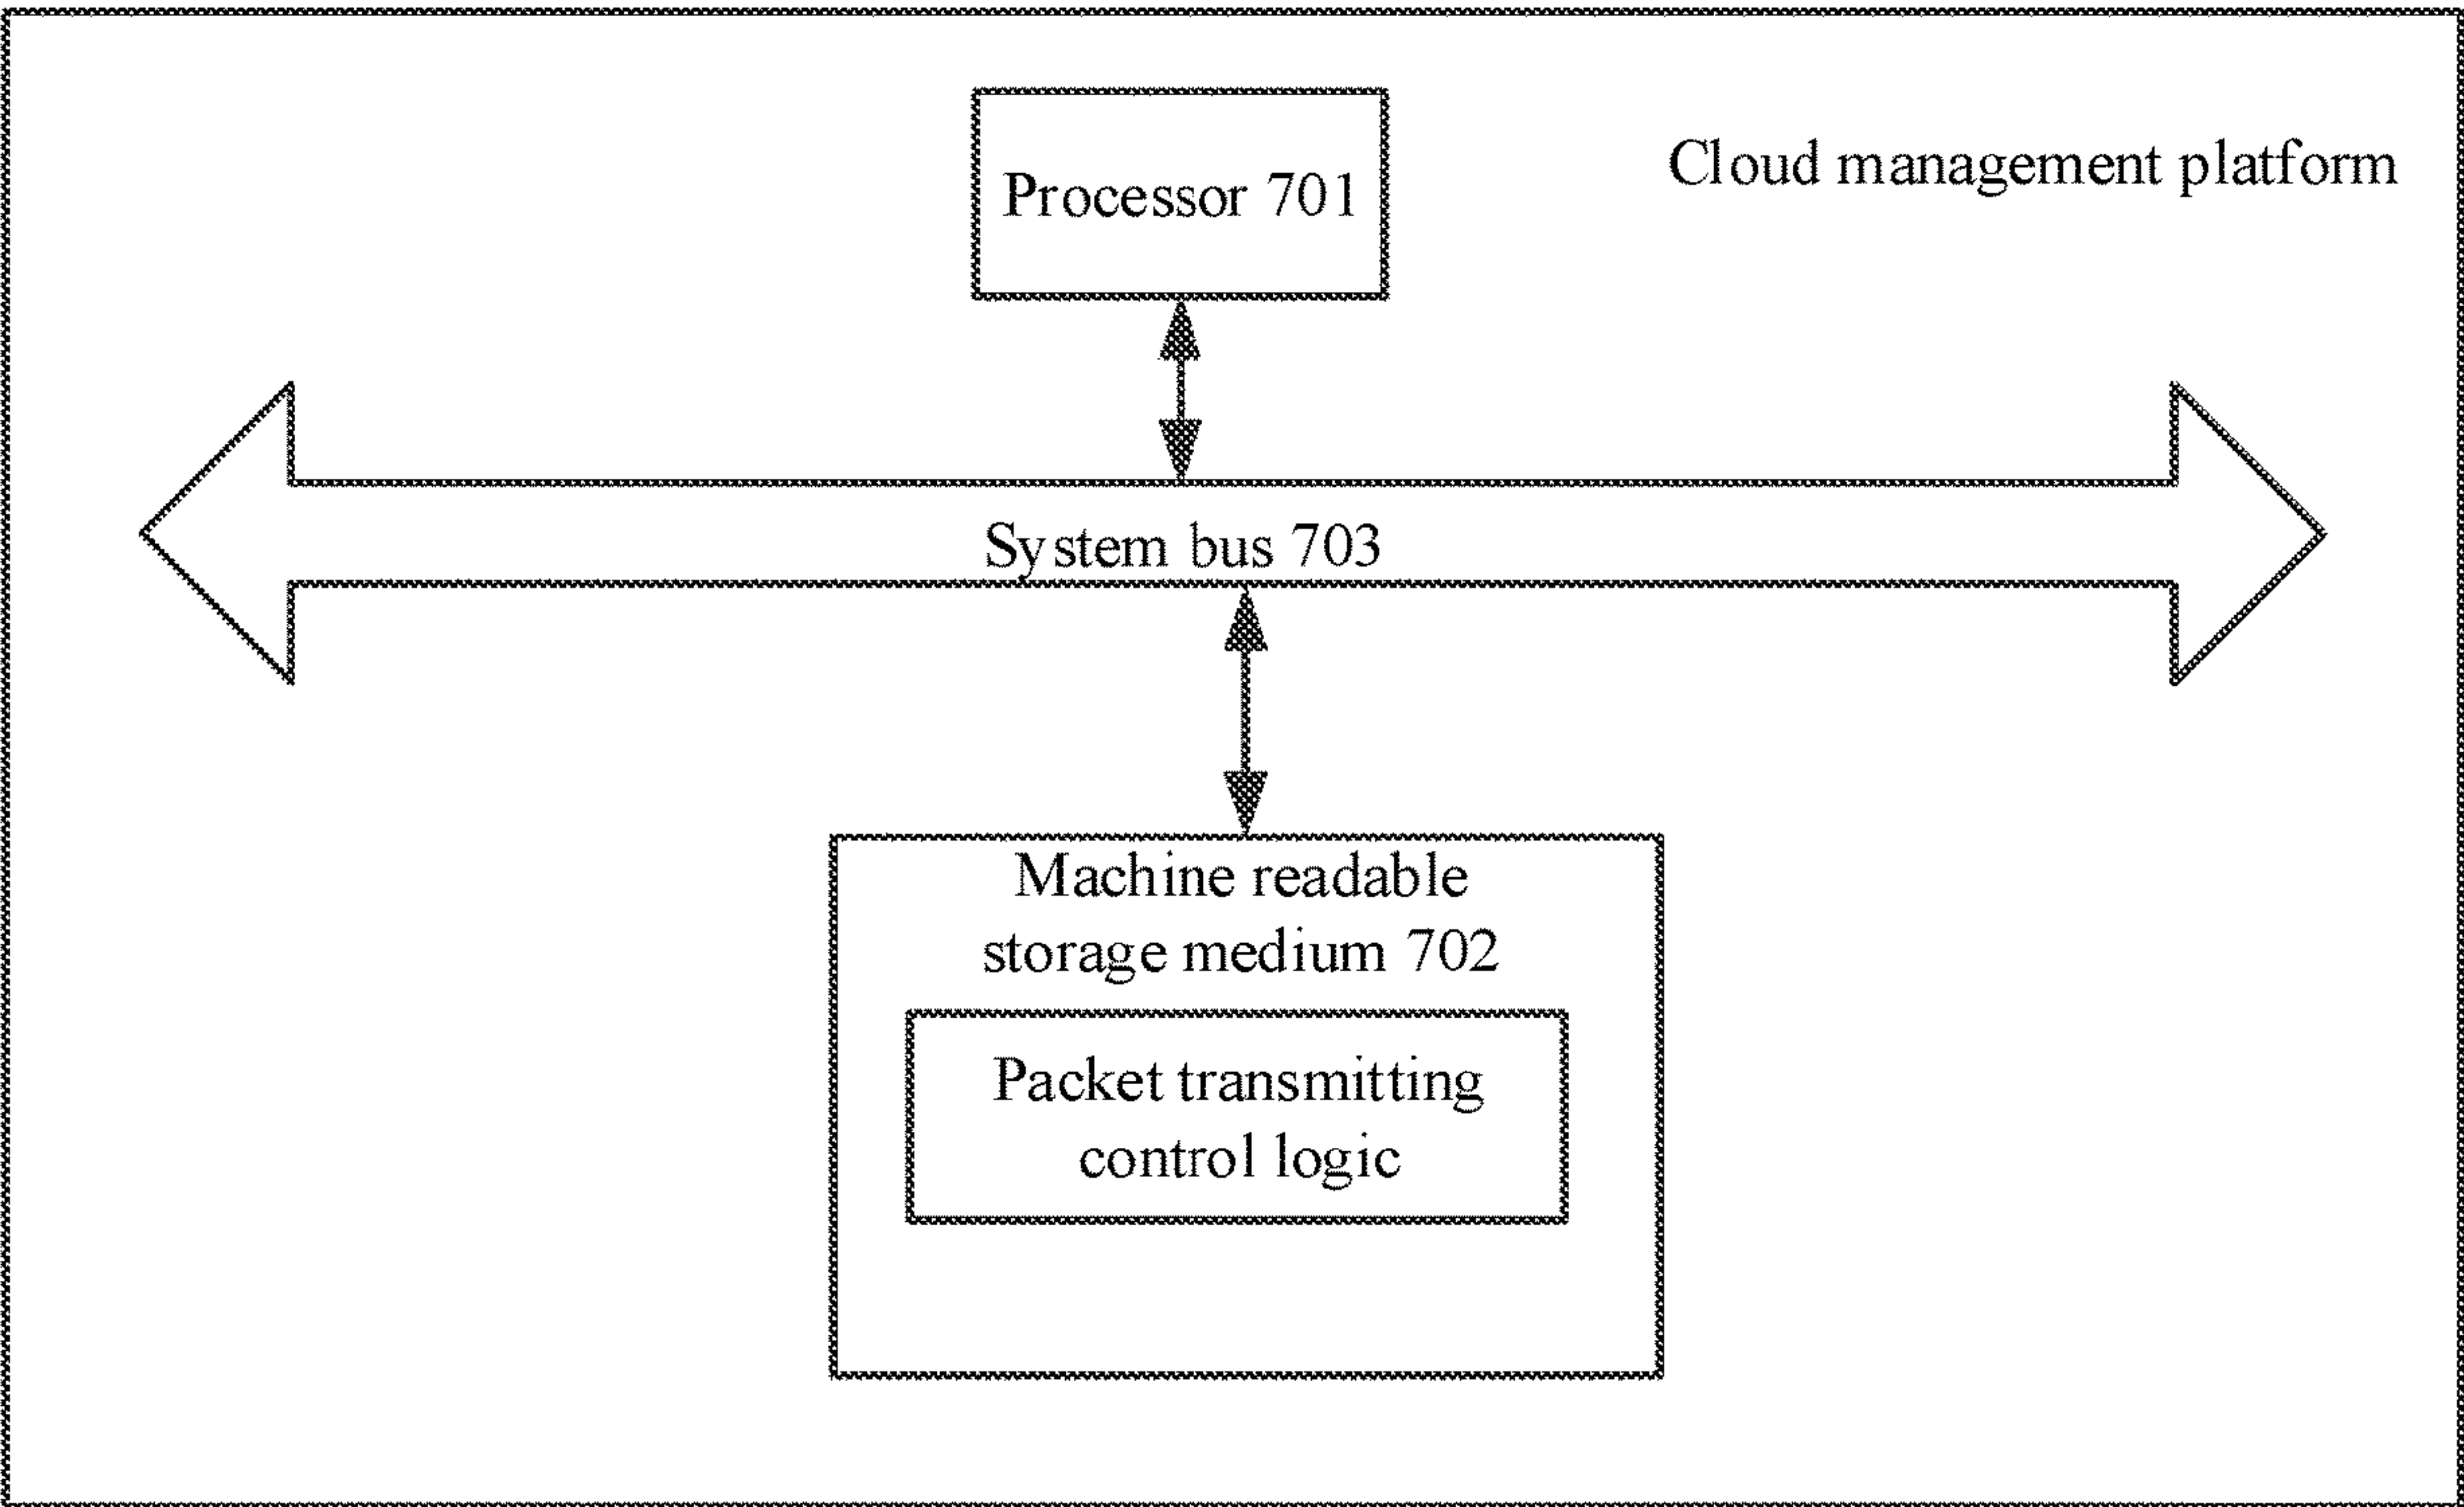 Cloud management platform
Processor 701
System bus 703
Machine readable
storage medium 702
Packet transmitting
control logic